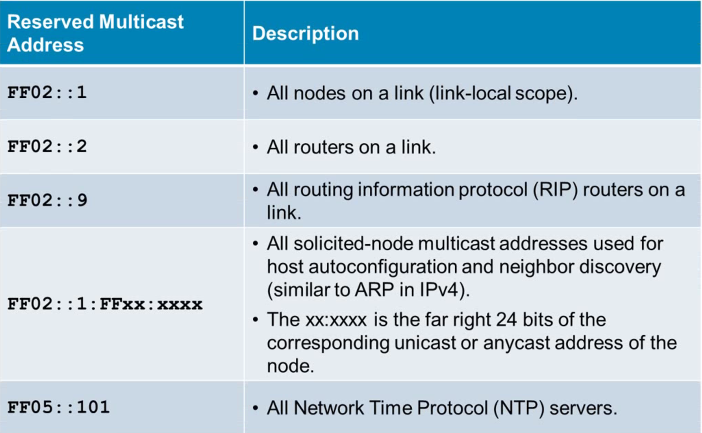 Reserved Multicast
Address
Description
FF02::1
• All nodes on a link (link-local scope).
FF02::2
• All routers on a link.
FF02::9
• All routing information protocol (RIP) routers on a
link.
FF02::1:FFxx:xxxx
• All solicited-node multicast addresses used for
host autoconfiguration and neighbor discovery
(similar to ARP in IPv4).
• The xx:xxxx is the far right 24 bits of the
corresponding unicast or anycast address of the
node.
FF05::101
• All Network Time Protocol (NTP) servers.